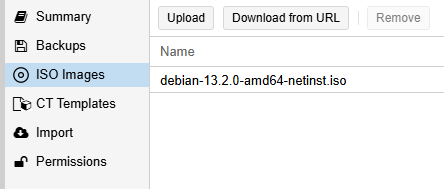 Summary
Backups
ISO Images
CT Templates
Import
Permissions
Upload Download from URL Remove
Name
debian-13.2.0-amd64-netinst.iso